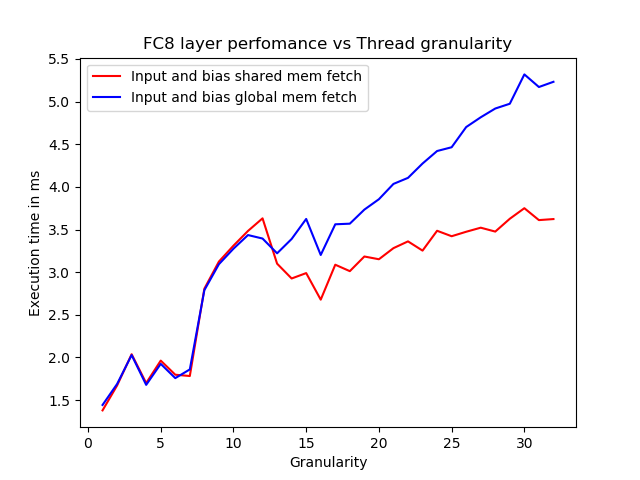 FC8 layer perfomance vs Thread granularity
Input and bias shared mem fetch
Input and bias global mem fetch
Execution time in ms
5.5
5.0
4.5
4.0
3.5
3.0
2.5
2.0
1.5
0 5 10 15 20 25 30
Granularity